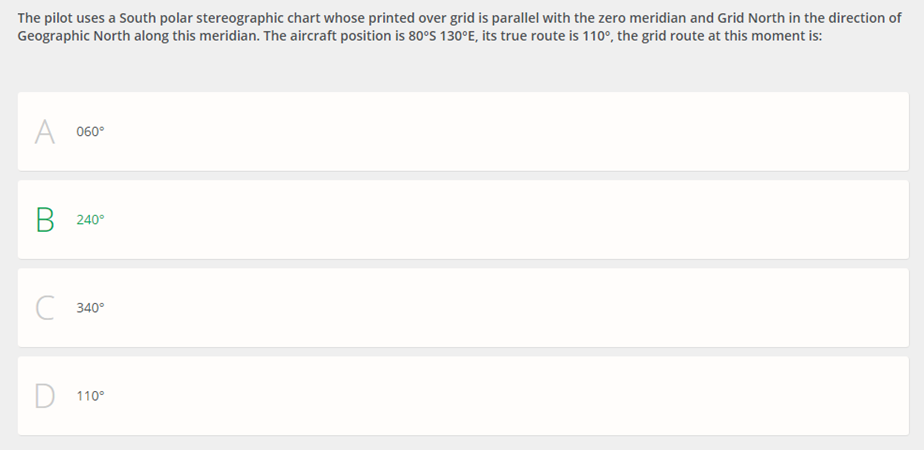 The pilot uses a South polar stereographic chart whose printed over grid is parallel with the zero meridian and Grid North in the direction of
Geographic North along this meridian. The aircraft position is 80°S 130°E, its true route is 110°, the grid route at this moment is:
A 060°
B 240°
C 340°
D 110°